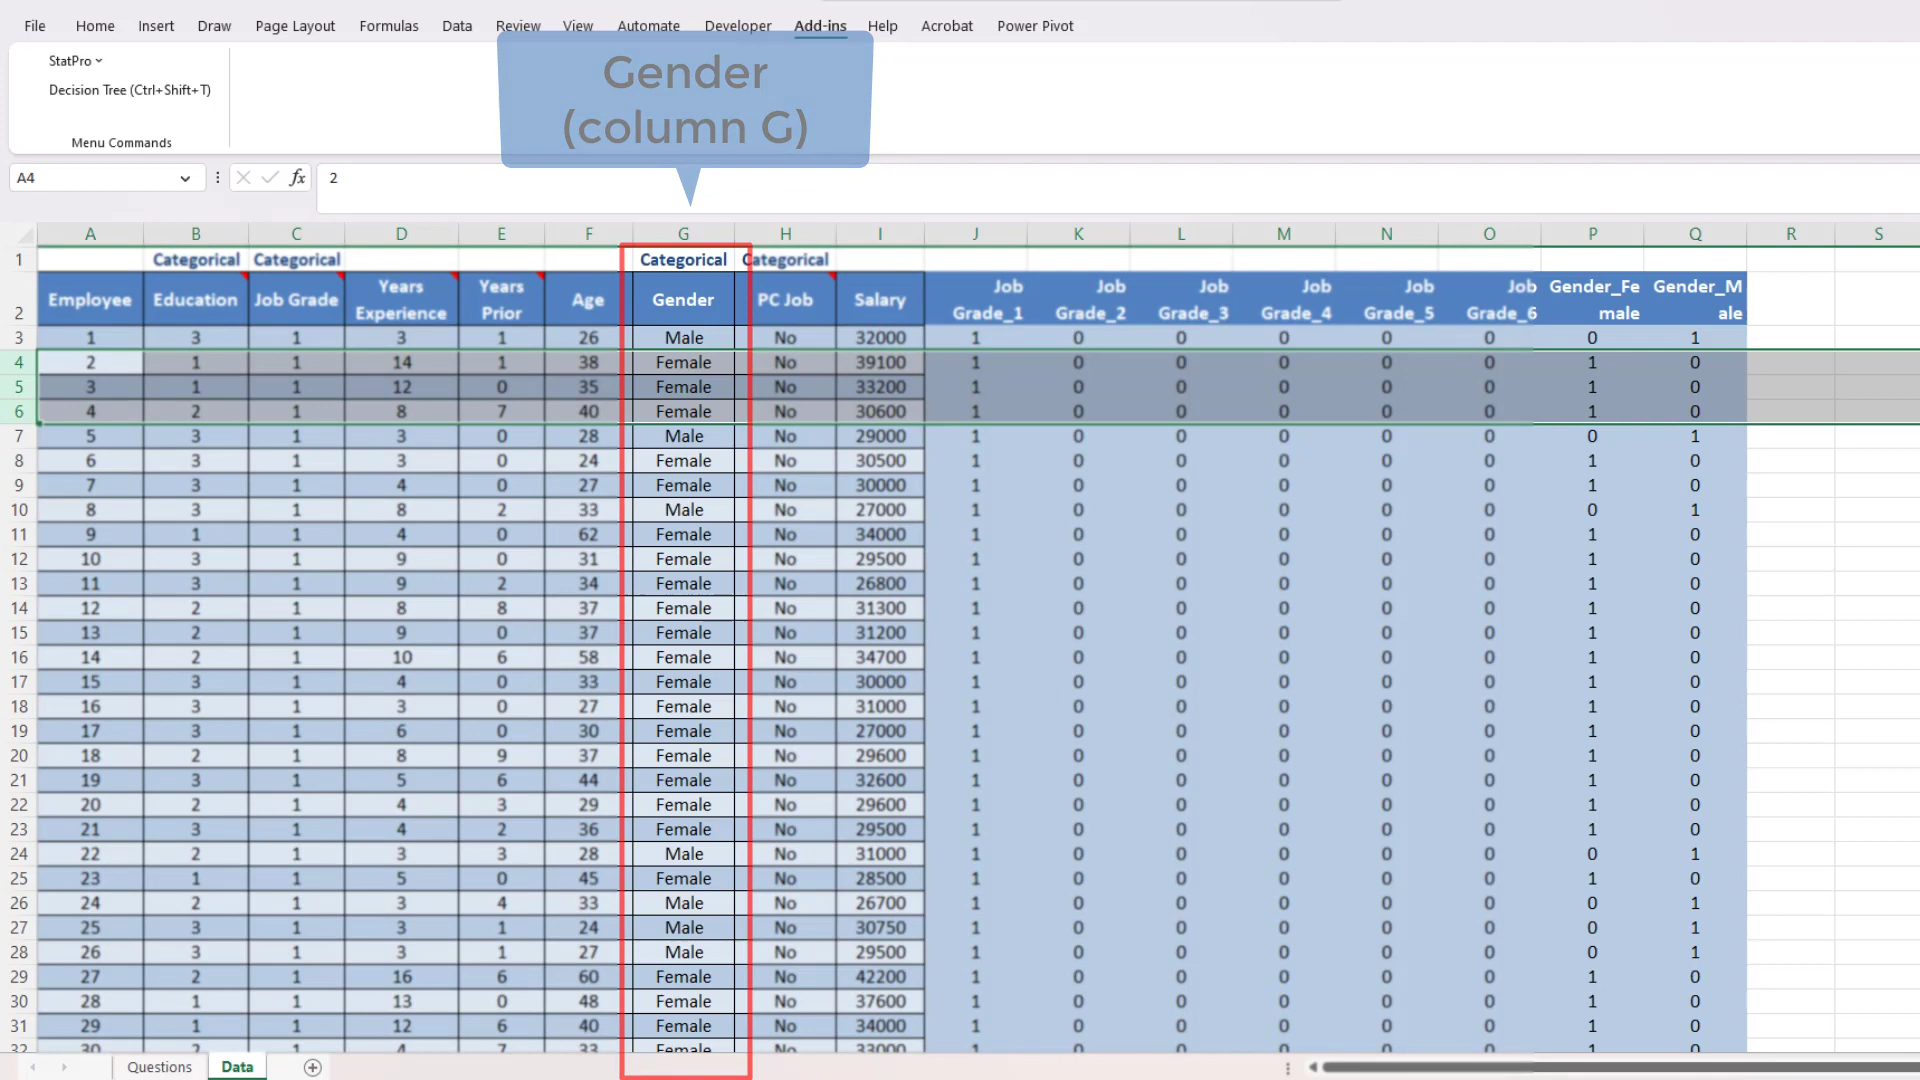 File Home Insert Draw Page Layout Formulas Data Review View Automate Developer Add-ins Help Acrobat Power Pivot
StatPro
Decision Tree (Ctrl+Shift+T)
Menu Commands
Gender
(column G)
A4 fx 2
A B C D E F G H I J K L M N O P Q R S
1 Categorical Categorical Categorical Categorical
2 Employee Education Job Grade Years Experience Years Prior Age Gender PC Job Salary Job Grade_1 Job Grade_2 Job Grade_3 Job Grade_4 Job Grade_5 Job Grade_6 Gender_Fe male Gender_M ale
3 1 3 1 3 1 26 Male No 32000 1 0 0 0 0 0 0 1
4 2 1 1 14 1 38 Female No 39100 1 0 0 0 0 0 1 0
5 3 1 1 12 0 35 Female No 33200 1 0 0 0 0 0 1 0
6 4 2 1 8 7 40 Female No 30600 1 0 0 0 0 0 1 0
7 5 3 1 3 0 28 Male No 29000 1 0 0 0 0 0 0 1
8 6 3 1 3 0 24 Female No 30500 1 0 0 0 0 0 1 0
9 7 3 1 4 0 27 Female No 30000 1 0 0 0 0 0 1 0
10 8 3 1 8 2 33 Male No 27000 1 0 0 0 0 0 0 1
11 9 1 1 4 0 62 Female No 34000 1 0 0 0 0 0 1 0
12 10 3 1 9 0 31 Female No 29500 1 0 0 0 0 0 1 0
13 11 3 1 9 2 34 Female No 26800 1 0 0 0 0 0 1 0
14 12 2 1 8 8 37 Female No 31300 1 0 0 0 0 0 1 0
15 13 2 1 9 0 37 Female No 31200 1 0 0 0 0 0 1 0
16 14 2 1 10 6 58 Female No 34700 1 0 0 0 0 0 1 0
17 15 3 1 4 0 33 Female No 30000 1 0 0 0 0 0 1 0
18 16 3 1 3 0 27 Female No 31000 1 0 0 0 0 0 1 0
19 17 3 1 6 0 30 Female No 27000 1 0 0 0 0 0 1 0
20 18 2 1 8 9 37 Female No 29600 1 0 0 0 0 0 1 0
21 19 3 1 5 6 44 Female No 32600 1 0 0 0 0 0 1 0
22 20 2 1 4 3 29 Female No 29600 1 0 0 0 0 0 1 0
23 21 3 1 4 2 36 Female No 29500 1 0 0 0 0 0 1 0
24 22 2 1 3 3 28 Male No 31000 1 0 0 0 0 0 0 1
25 23 1 1 5 0 45 Female No 28500 1 0 0 0 0 0 1 0
26 24 2 1 3 4 33 Male No 26700 1 0 0 0 0 0 0 1
27 25 3 1 3 1 24 Male No 30750 1 0 0 0 0 0 0 1
28 26 3 1 3 1 27 Male No 29500 1 0 0 0 0 0 0 1
29 27 2 1 16 6 60 Female No 42200 1 0 0 0 0 0 1 0
30 28 1 1 13 0 48 Female No 37600 1 0 0 0 0 0 1 0
31 29 1 1 12 6 40 Female No 34000 1 0 0 0 0 0 1 0
32 30 2 1 4 7 33 Female No 33000 1 0 0 0 0 0 1 0
Questions Data